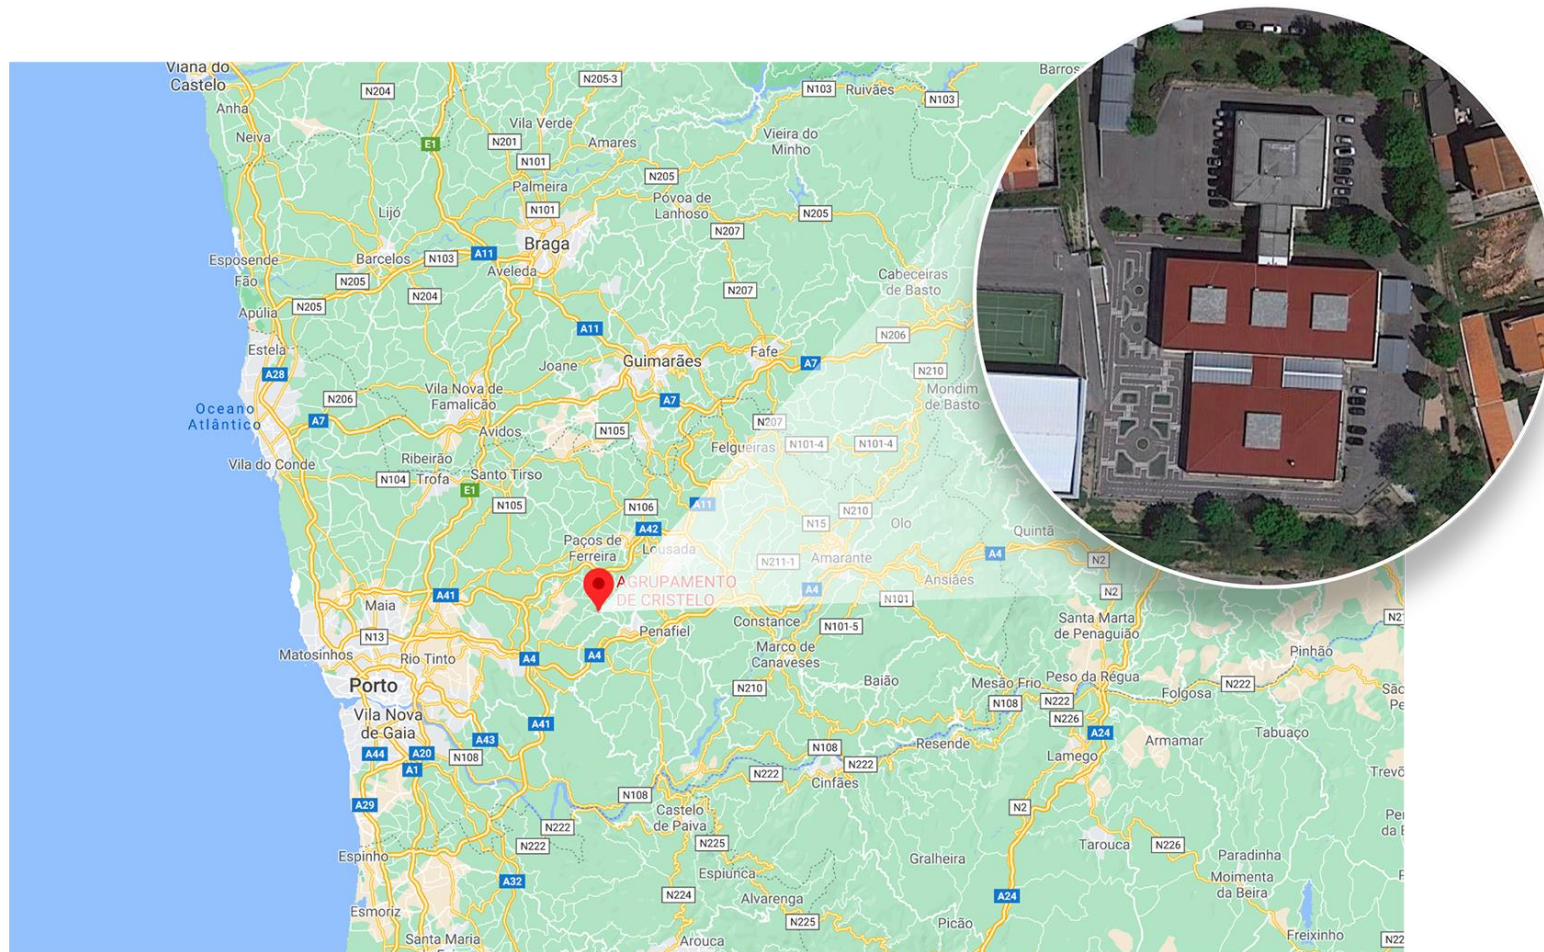 Viana do
Castelo
N204
N205-3
N103
Ruivães
N103
Barros
Anha
Neiva
E1
Vila Verde
N201
N101
Amares
Vieira do
Minho
Palmeira
N205
Lijó
N101
Póvoa de
Lanhoso
N205
N207
Braga
Esposende
Fão
Barcelos
N103
A11
Aveleda
N205
N204
N205
Apúlia
N207
Cabeceiras
de Basto
A11
N206
Estela
Joane
Guimarães
Fafe
A7
N210
A28
Vila Nova de
Famalicão
N206
A7
Mondim
de Basto
Oceano
Atlântico
A7
Avidos
N105
N207
N101-4
N101-4
Felgueiras
Vila do Conde
Ribeirão
N104
Trofa
Santo Tirso
E1
N105
N106
A11
N210
N15
Olo
A42
Quintã
Paços de
Ferreira
Lousada
N211-1
Amarante
A4
N2
AGRUPAMENTO
DE CRISTELO
Ansiães
A4
N2
A41
Maia
N101
N13
Penafiel
Constance
N101-5
Santa Marta
de Penaguião
Matosinhos
Rio Tinto
A4
A4
Marco de
Canaveses
Pinhão
Porto
N210
Baião
Mesão Frio
Peso da Régua
N222
Folgosa
N108
N222
N226
Vila Nova
de Gaia
A41
A24
Tabuaço
A44
A20
A43
N108
A1
N108
N222
N222
Resende
Armamar
Lamego
Cinfães
A29
N108
Castelo
de Paiva
N2
N222
N222
N225
Espinho
Tarouca
N226
Gralheira
Paradinha
A32
Espiunca
Moimenta
da Beira
N224
Alvarenga
A24
Esmoriz
N225
Picão
Santa Maria
Arouca
Freixinho